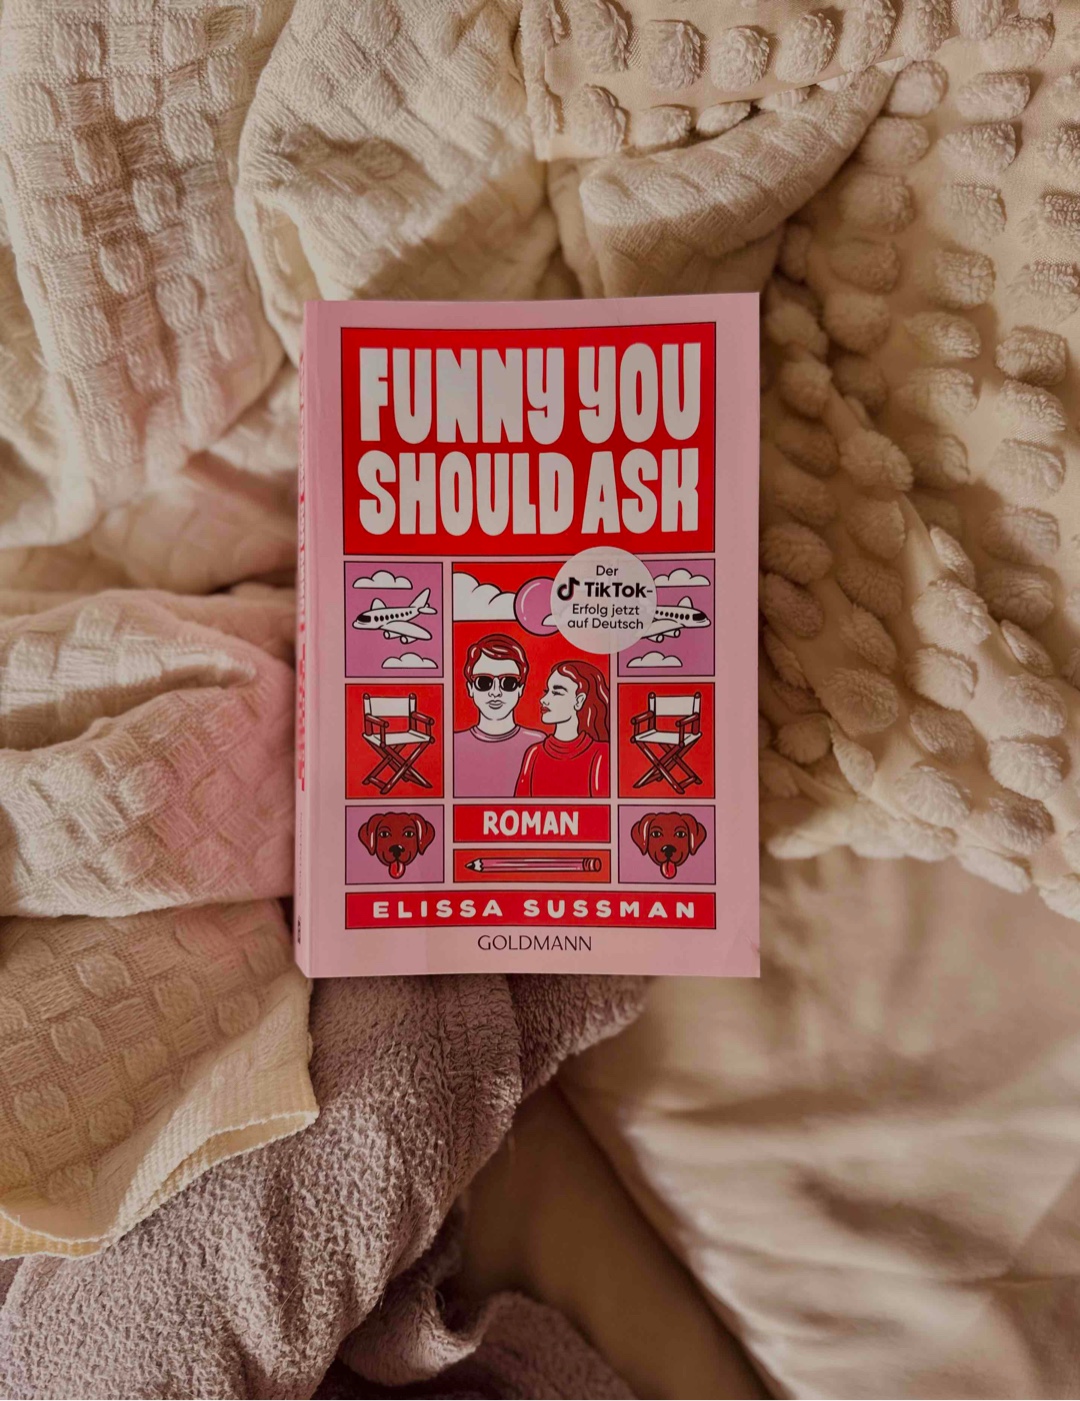 FUNNY YOU
SHOULD ASK
Der
TikTok-
Erfolg jetzt
auf Deutsch
ROMAN
ELISSA SUSSMAN
GOLDMANN